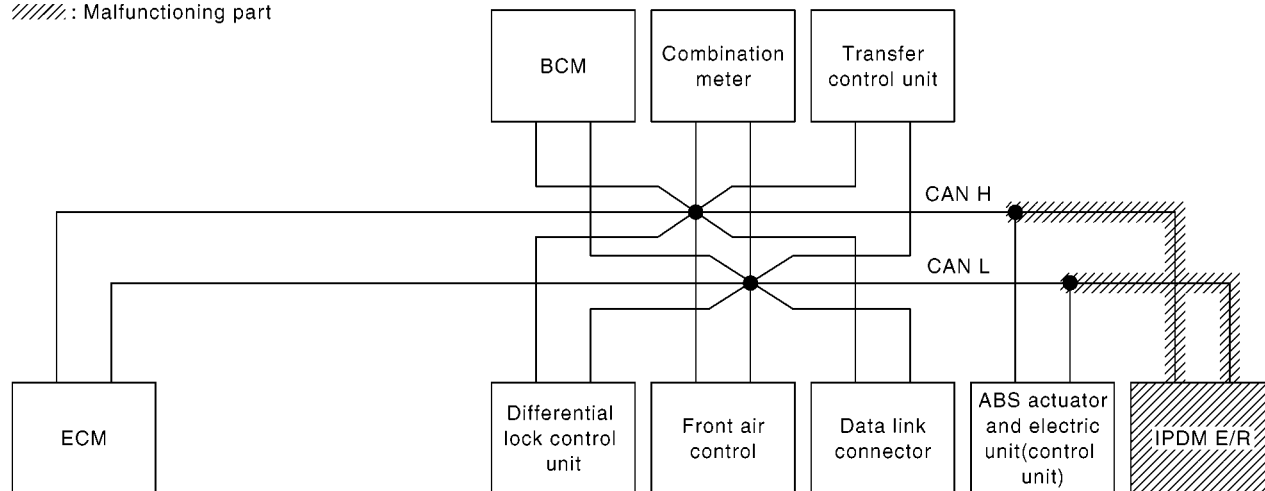 : Malfunctioning part
BCM
Combination
meter
Transfer
control unit
CAN H
CAN L
ECM
Differential
lock control
unit
Front air
control
Data link
connector
ABS actuator
and electric
unit(control
unit)
IPDM E/R